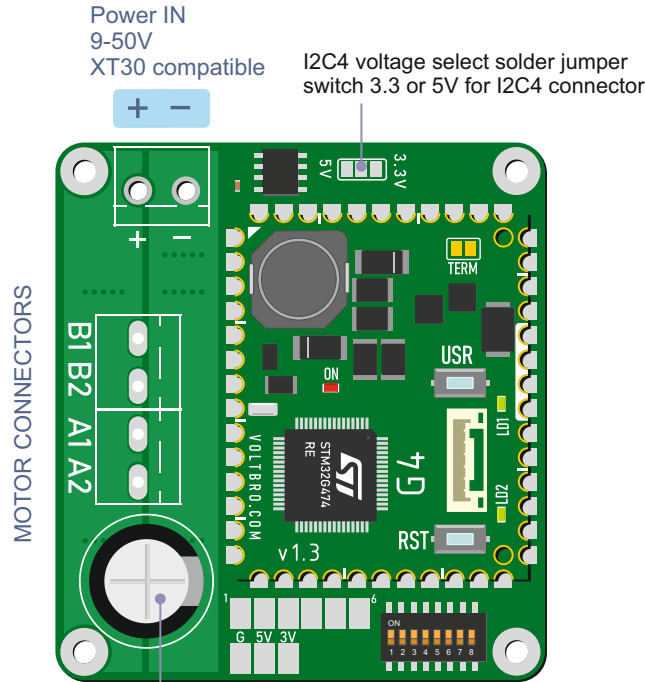 Power IN
9-50V
XT30 compatible
+ −
I2C4 voltage select solder jumper
switch 3.3 or 5V for I2C4 connector
5V
3.3V
+ −
TERM
MOTOR CONNECTORS
B1 B2
A1 A2
USR
ON
LD1
STM32G474
RE
ST
G4
VOLTBRO.COM
LD2
RST
v1.3
1 6
G 5V 3V
ON
1 2 3 4 5 6 7 8